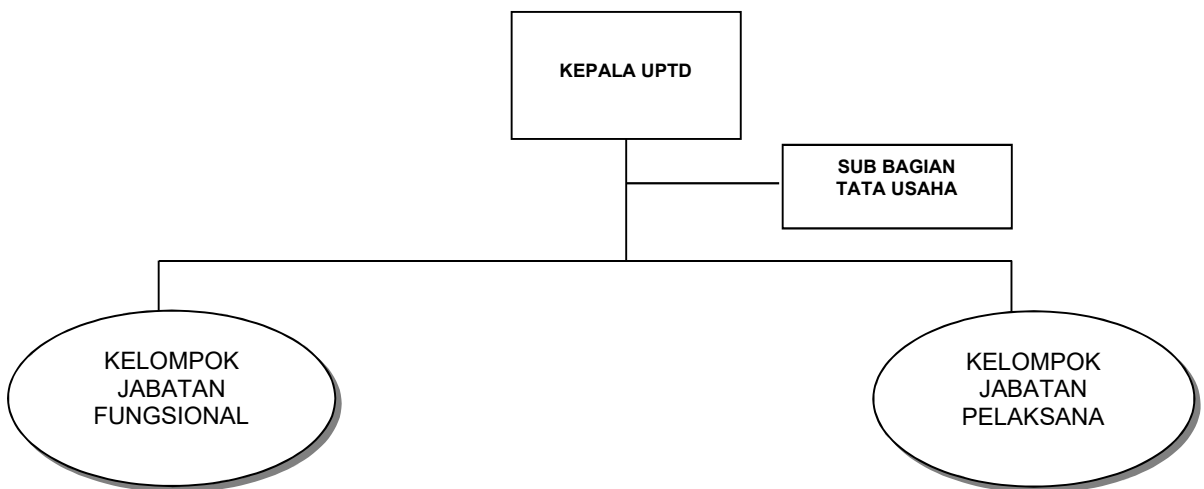 KEPALA UPTD
SUB BAGIAN
TATA USAHA
KELOMPOK
JABATAN
FUNGSIONAL
KELOMPOK
JABATAN
PELAKSANA